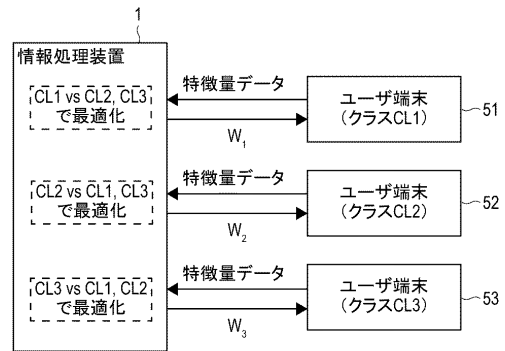 1
情報処理装置
CL1 vs CL2, CL3
で最適化
特徴量データ
W1
ユーザ端末
(クラスCL1)
51
CL2 vs CL1, CL3
で最適化
特徴量データ
W2
ユーザ端末
(クラスCL2)
52
CL3 vs CL1, CL2
で最適化
特徴量データ
W3
ユーザ端末
(クラスCL3)
53